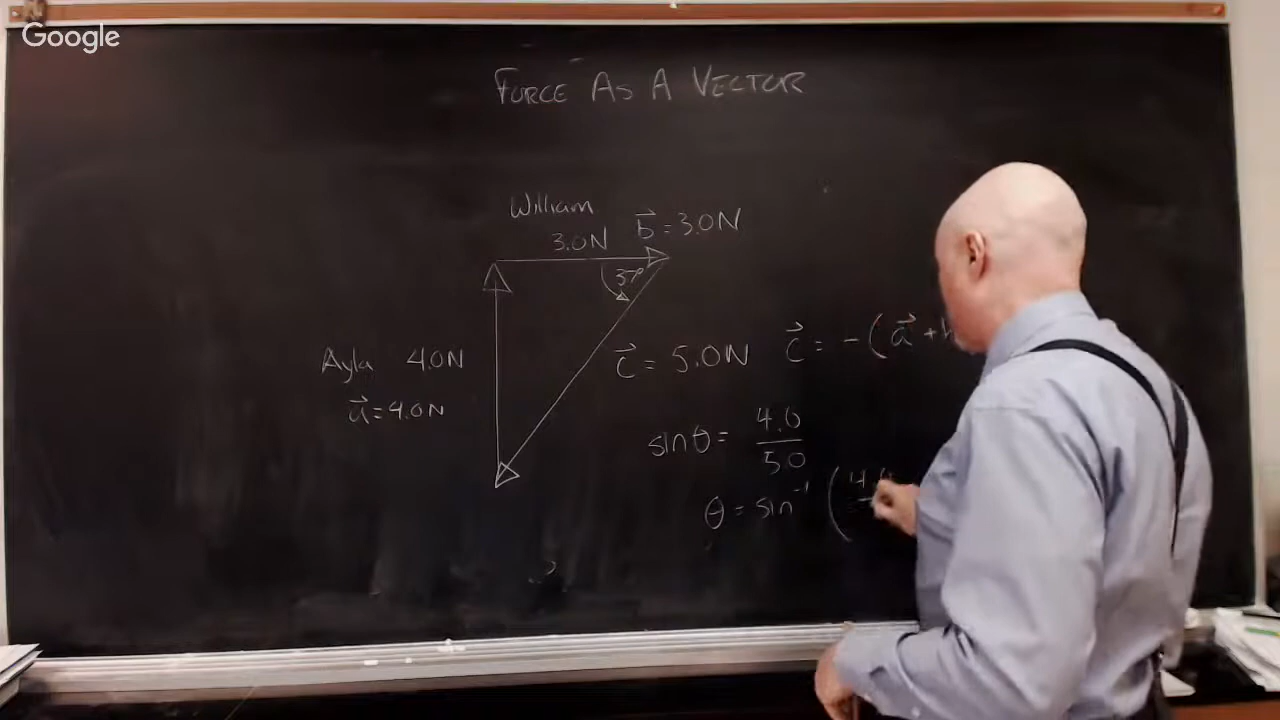 Google
FORCE AS A VECTOR
William
3.0N b⃗ = 3.0N
37°
Ayla 4.0N
a⃗ = 4.0N
c⃗ = 5.0N c⃗ = -(a⃗ +
sinθ = 4.0
5.0
θ = sin⁻¹ (